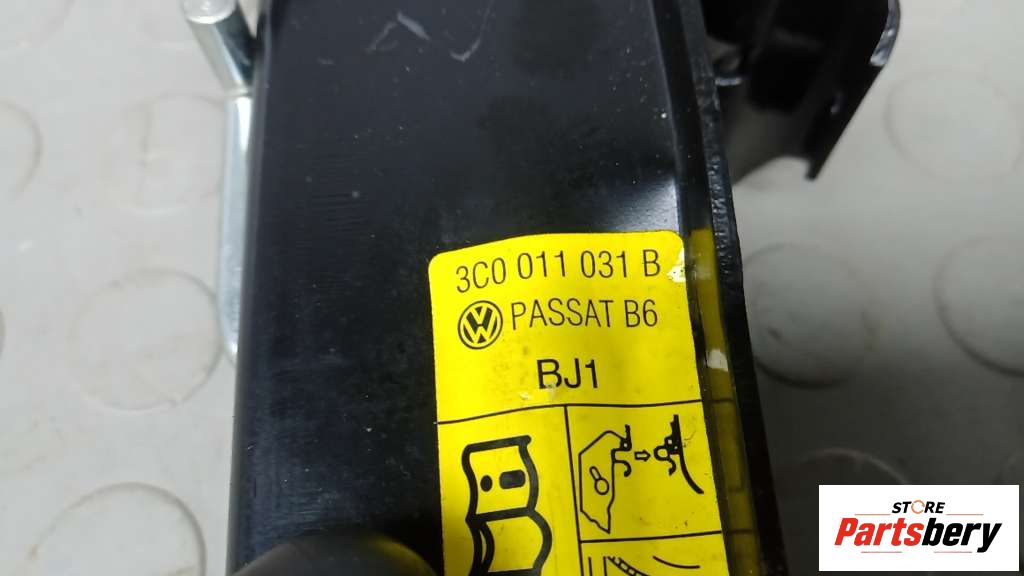 3C0 011 031 B
PASSAT B6
BJ1
STORE
Partsbery